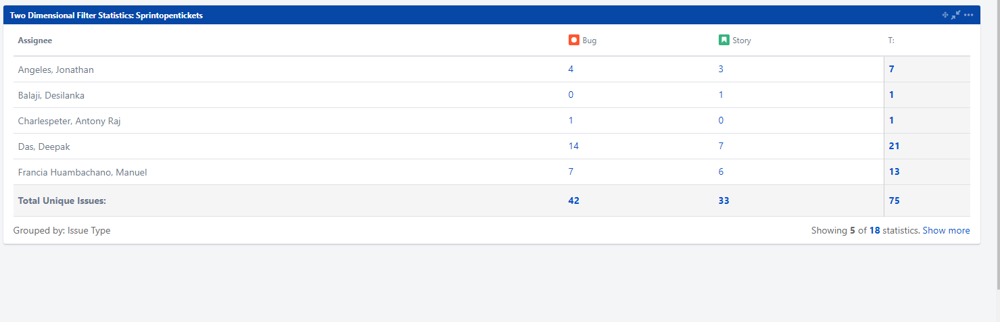 Two Dimensional Filter Statistics: Sprintopentickets
Assignee Bug Story T:
Angeles, Jonathan 4 3 7
Balaji, Desilanka 0 1 1
Charlespeter, Antony Raj 1 0 1
Das, Deepak 14 7 21
Francia Huambachano, Manuel 7 6 13
Total Unique Issues: 42 33 75
Grouped by: Issue Type Showing 5 of 18 statistics. Show more